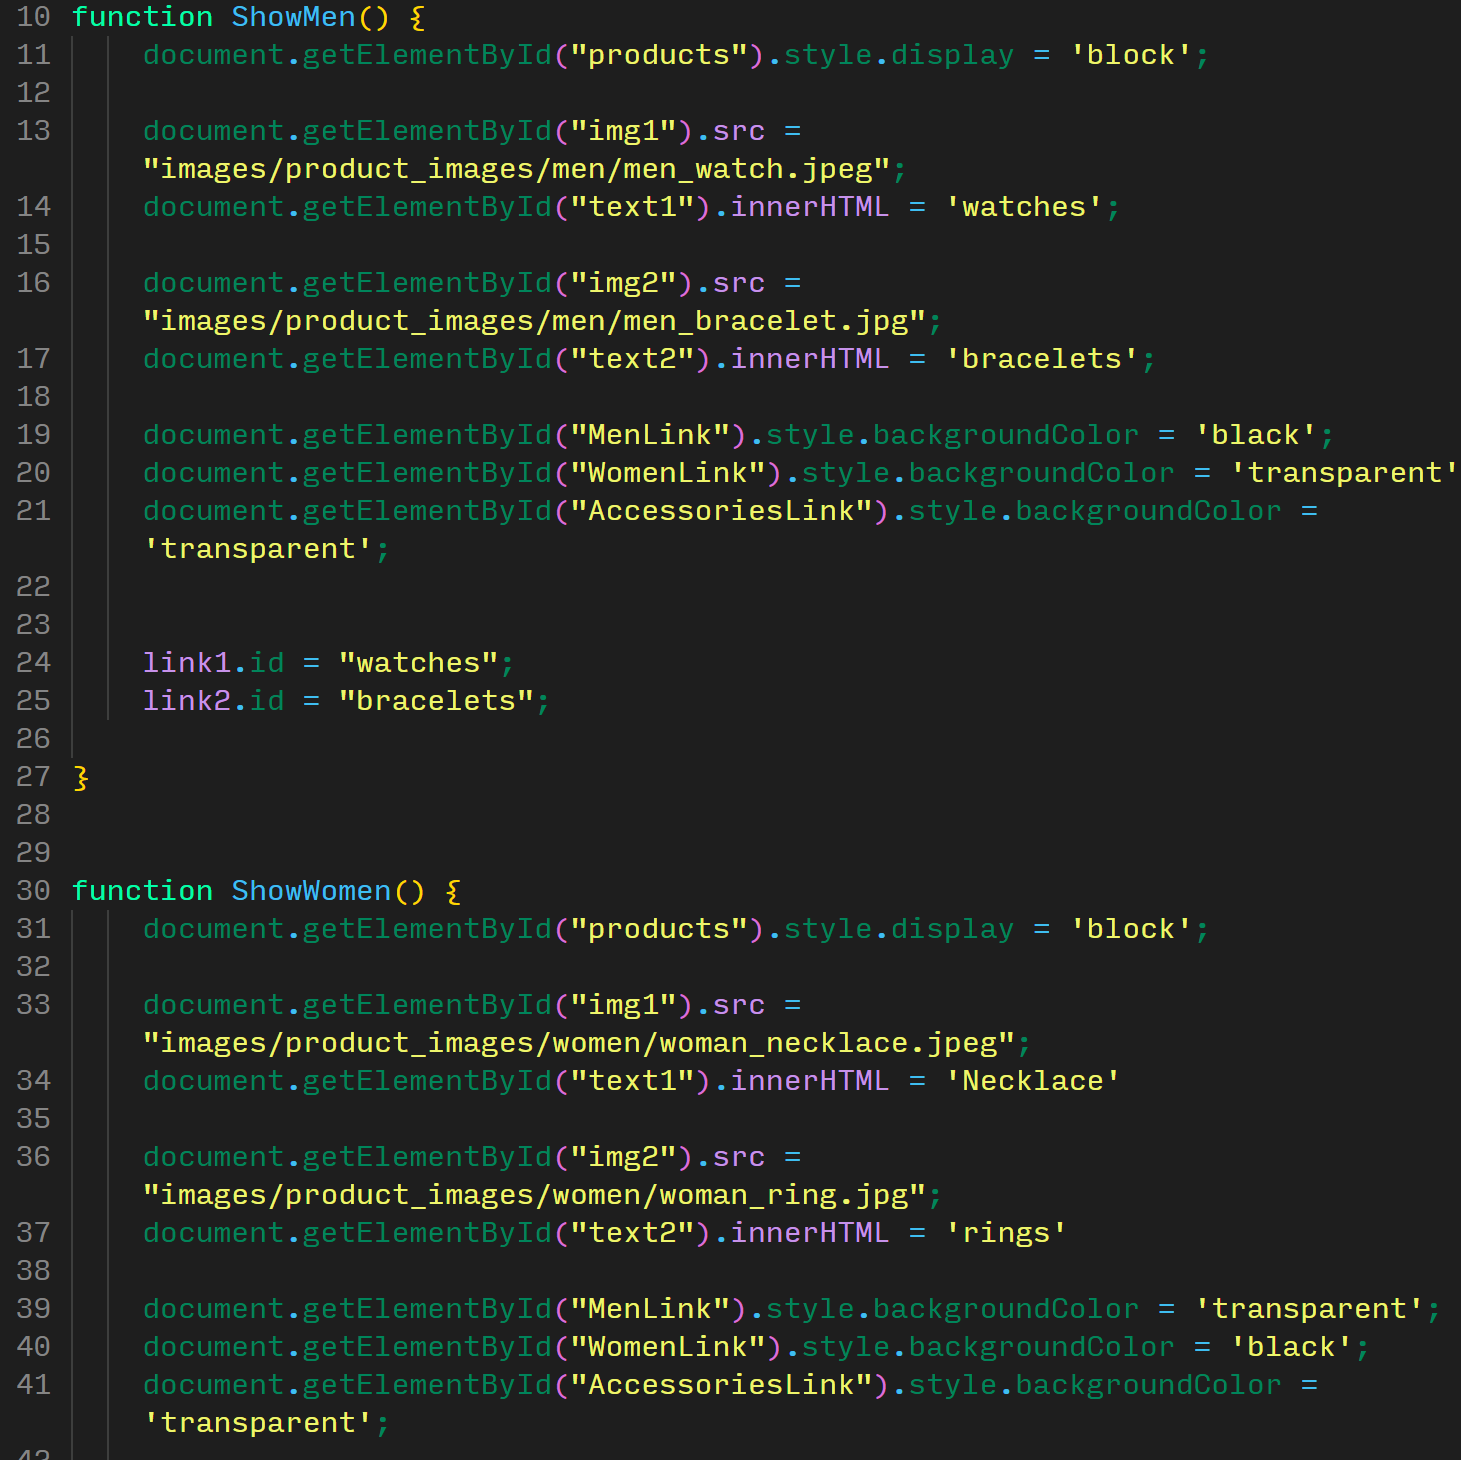 10 function ShowMen() {
11 document.getElementById("products").style.display = 'block';
12
13 document.getElementById("img1").src =
"images/product_images/men/men_watch.jpeg";
14 document.getElementById("text1").innerHTML = 'watches';
15
16 document.getElementById("img2").src =
"images/product_images/men/men_bracelet.jpg";
17 document.getElementById("text2").innerHTML = 'bracelets';
18
19 document.getElementById("MenLink").style.backgroundColor = 'black';
20 document.getElementById("WomenLink").style.backgroundColor = 'transparent'
21 document.getElementById("AccessoriesLink").style.backgroundColor =
'transparent';
22
23
24 link1.id = "watches";
25 link2.id = "bracelets";
26
27 }
28
29
30 function ShowWomen() {
31 document.getElementById("products").style.display = 'block';
32
33 document.getElementById("img1").src =
"images/product_images/women/woman_necklace.jpeg";
34 document.getElementById("text1").innerHTML = 'Necklace'
35
36 document.getElementById("img2").src =
"images/product_images/women/woman_ring.jpg";
37 document.getElementById("text2").innerHTML = 'rings'
38
39 document.getElementById("MenLink").style.backgroundColor = 'transparent';
40 document.getElementById("WomenLink").style.backgroundColor = 'black';
41 document.getElementById("AccessoriesLink").style.backgroundColor =
'transparent';
42